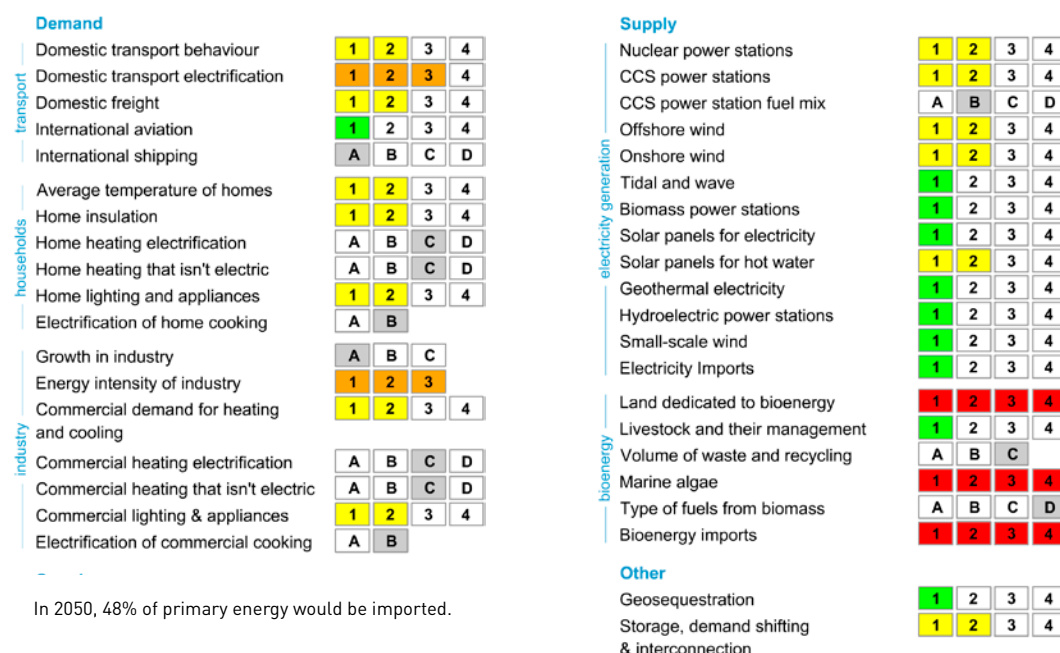 Demand
transport
Domestic transport behaviour 1 2 3 4
Domestic transport electrification 1 2 3 4
Domestic freight 1 2 3 4
International aviation 1 2 3 4
International shipping A B C D
households
Average temperature of homes 1 2 3 4
Home insulation 1 2 3 4
Home heating electrification A B C D
Home heating that isn't electric A B C D
Home lighting and appliances 1 2 3 4
Electrification of home cooking A B
industry
Growth in industry A B C
Energy intensity of industry 1 2 3
Commercial demand for heating 1 2 3 4
and cooling
Commercial heating electrification A B C D
Commercial heating that isn't electric A B C D
Commercial lighting & appliances 1 2 3 4
Electrification of commercial cooking A B
In 2050, 48% of primary energy would be imported.
Supply
electricity generation
Nuclear power stations 1 2 3 4
CCS power stations 1 2 3 4
CCS power station fuel mix A B C D
Offshore wind 1 2 3 4
Onshore wind 1 2 3 4
Tidal and wave 1 2 3 4
Biomass power stations 1 2 3 4
Solar panels for electricity 1 2 3 4
Solar panels for hot water 1 2 3 4
Geothermal electricity 1 2 3 4
Hydroelectric power stations 1 2 3 4
Small-scale wind 1 2 3 4
Electricity Imports 1 2 3 4
bioenergy
Land dedicated to bioenergy 1 2 3 4
Livestock and their management 1 2 3 4
Volume of waste and recycling A B C
Marine algae 1 2 3 4
Type of fuels from biomass A B C D
Bioenergy imports 1 2 3 4
Other
Geosequestration 1 2 3 4
Storage, demand shifting 1 2 3 4
& interconnection